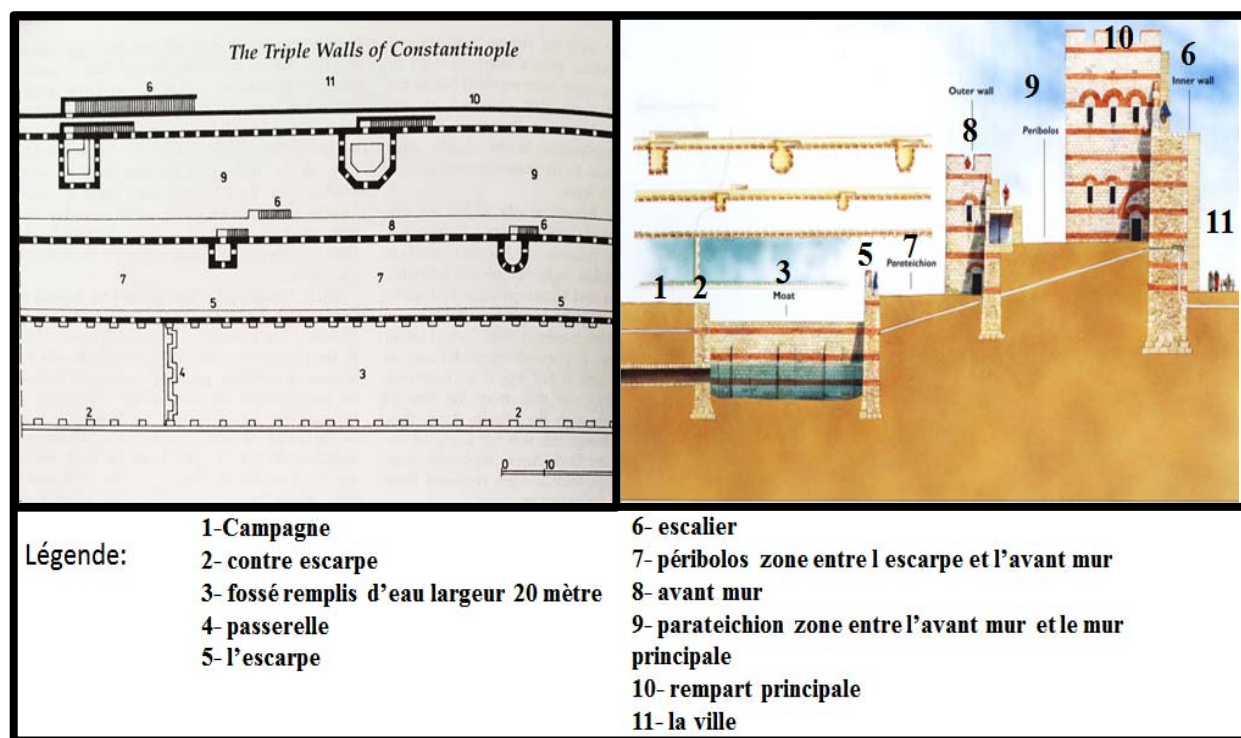 The Triple Walls of Constantinople
11
6
10
9
9
6
8
6
7
7
5
5
4
3
2
2
0 10
10
6
Inner wall
Outer wall
9
8
Peribolos
11
5
7
Parateichion
1
2
3
Moat
Légende:
1-Campagne
2- contre escarpe
3- fossé remplis d’eau largeur 20 mètre
4- passerelle
5- l’escarpe
6- escalier
7- péribolos zone entre l escarpe et l’avant mur
8- avant mur
9- parateichion zone entre l’avant mur et le mur
principale
10- rempart principale
11- la ville